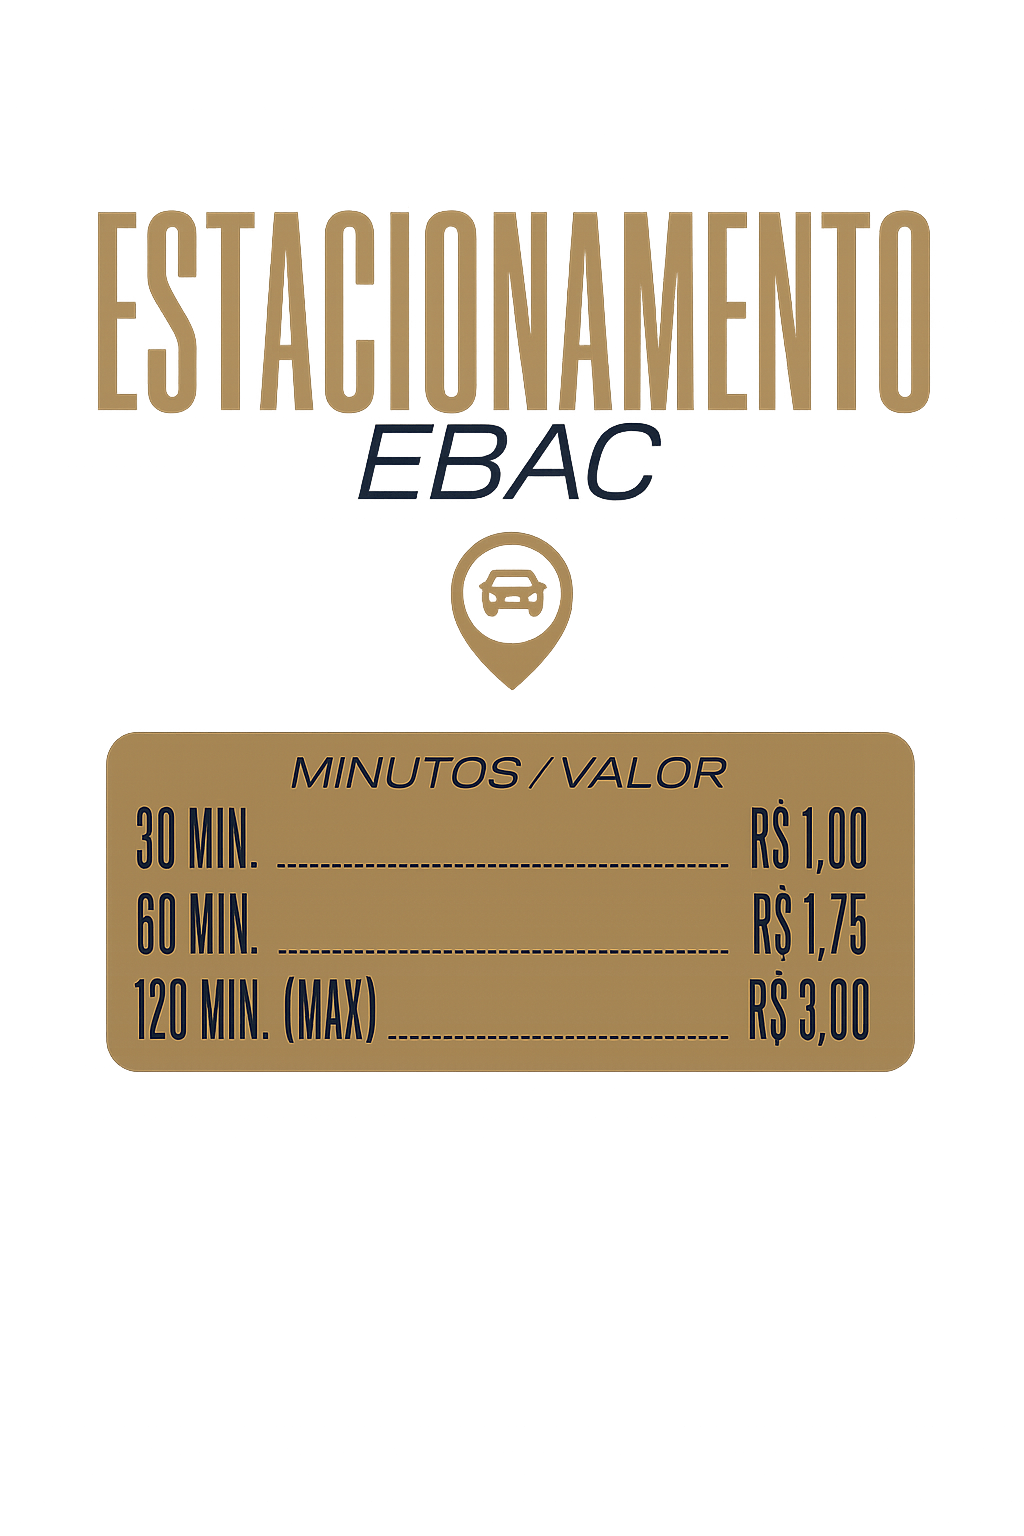 ESTACIONAMENTO
EBAC
MINUTOS / VALOR
30 MIN. R$ 1,00
60 MIN. R$ 1,75
120 MIN. (MAX) R$ 3,00